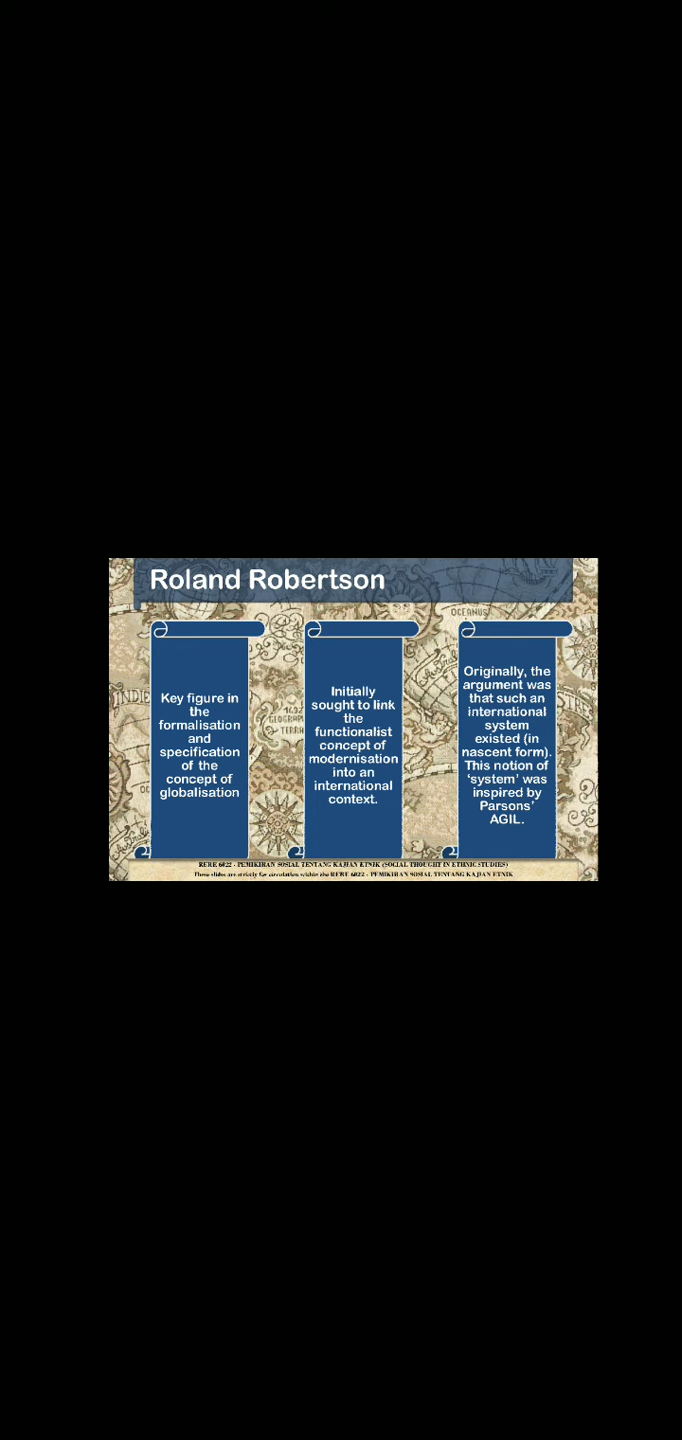 Roland Robertson
Key figure in
the
formalisation
and
specification
of the
concept of
globalisation
Initially
sought to link
the
functionalist
concept of
modernisation
into an
international
context.
Originally, the
argument was
that such an
international
system
existed (in
nascent form).
This notion of
‘system’ was
inspired by
Parsons’
AGIL.
OCEANUS
RERE 6022 - PEMIKIRAN SOSIAL TENTANG KAJIAN ETNIK (SOCIAL THOUGHT IN ETHNIC STUDIES)
These slides are strictly for circulation within the RERE 6022 - PEMIKIRAN SOSIAL TENTANG KAJIAN ETNIK